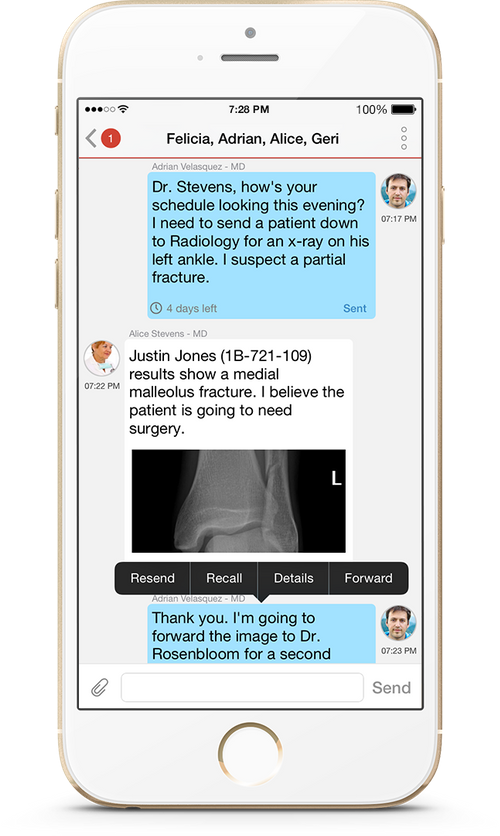 7:28 PM
100%
1
Felicia, Adrian, Alice, Geri
Adrian Velasquez - MD
Dr. Stevens, how's your
schedule looking this evening?
I need to send a patient down
to Radiology for an x-ray on his
left ankle. I suspect a partial
fracture.
4 days left
Sent
07:17 PM
Alice Stevens - MD
Justin Jones (1B-721-109)
results show a medial
malleolus fracture. I believe the
patient is going to need
surgery.
07:22 PM
L
Resend Recall Details Forward
Adrian Velasquez - MD
Thank you. I'm going to
forward the image to Dr.
Rosenbloom for a second
07:23 PM
Send